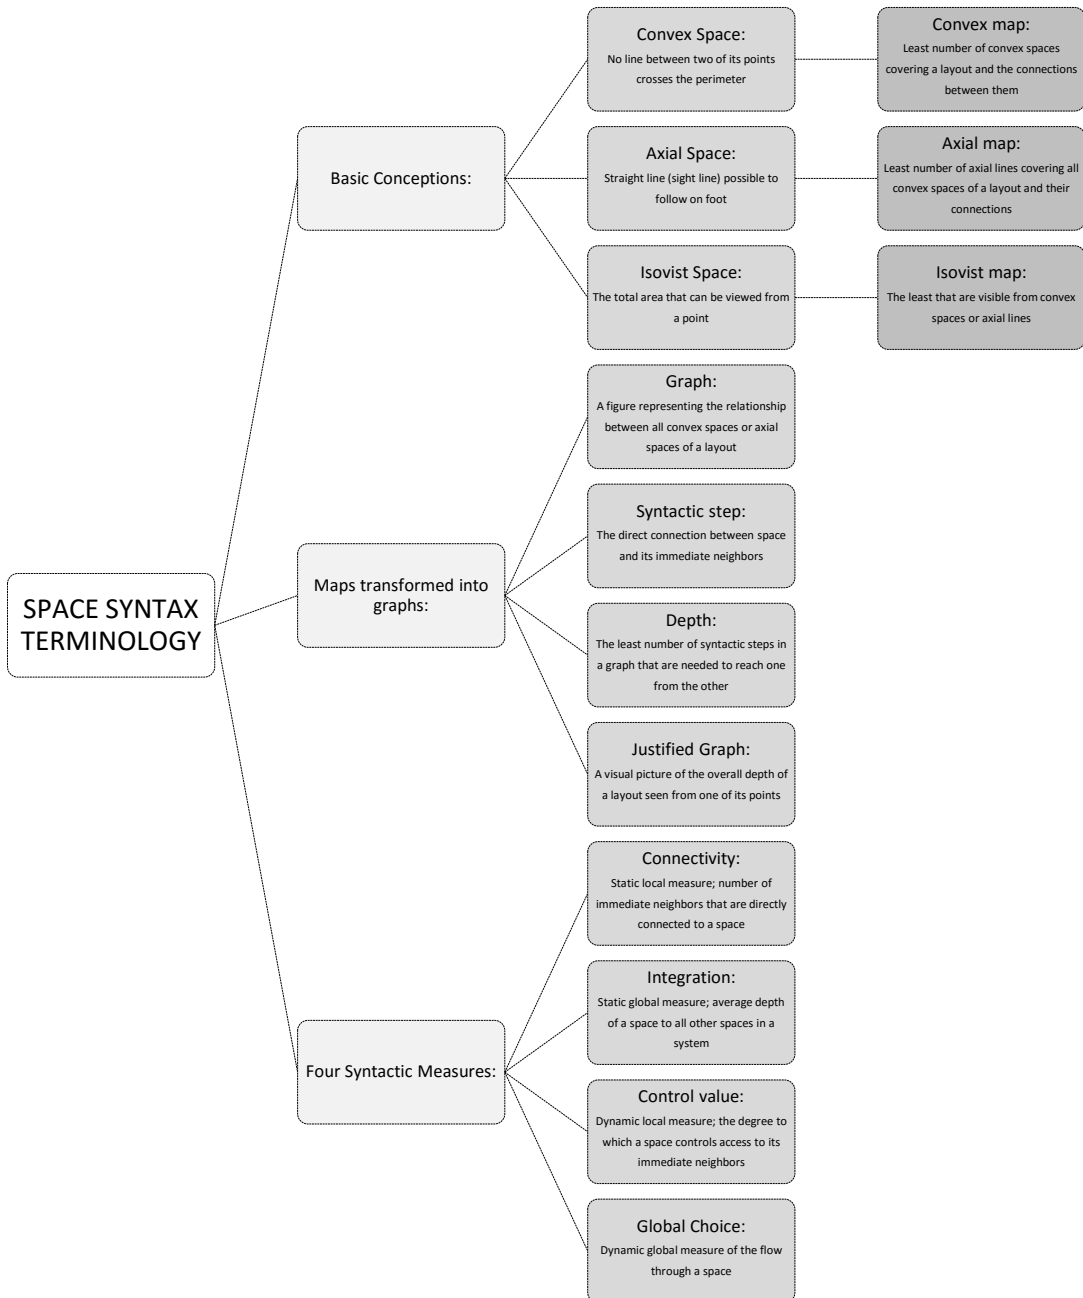 SPACE SYNTAX
TERMINOLOGY
Basic Conceptions:
Convex Space:
No line between two of its points
crosses the perimeter
Convex map:
Least number of convex spaces
covering a layout and the connections
between them
Axial Space:
Straight line (sight line) possible to
follow on foot
Axial map:
Least number of axial lines covering all
convex spaces of a layout and their
connections
Isovist Space:
The total area that can be viewed from
a point
Isovist map:
The least that are visible from convex
spaces or axial lines
Maps transformed into
graphs:
Graph:
A figure representing the relationship
between all convex spaces or axial
spaces of a layout
Syntactic step:
The direct connection between space
and its immediate neighbors
Depth:
The least number of syntactic steps in
a graph that are needed to reach one
from the other
Justified Graph:
A visual picture of the overall depth of
a layout seen from one of its points
Four Syntactic Measures:
Connectivity:
Static local measure; number of
immediate neighbors that are directly
connected to a space
Integration:
Static global measure; average depth
of a space to all other spaces in a
system
Control value:
Dynamic local measure; the degree to
which a space controls access to its
immediate neighbors
Global Choice:
Dynamic global measure of the flow
through a space